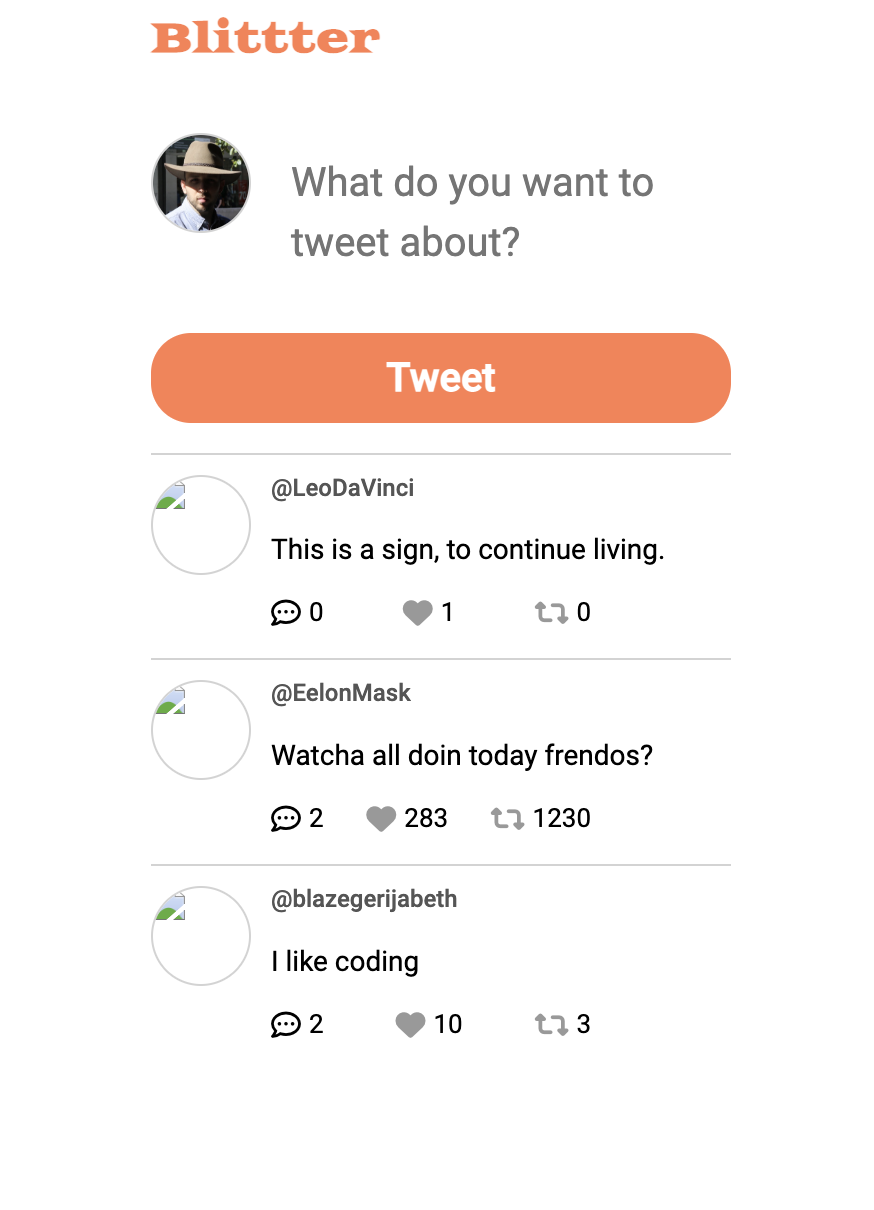 Blittter
What do you want to
tweet about?
Tweet
@LeoDaVinci
This is a sign, to continue living.
0 1 0
@EelonMask
Watcha all doin today frendos?
2 283 1230
@blazegerijabeth
I like coding
2 10 3